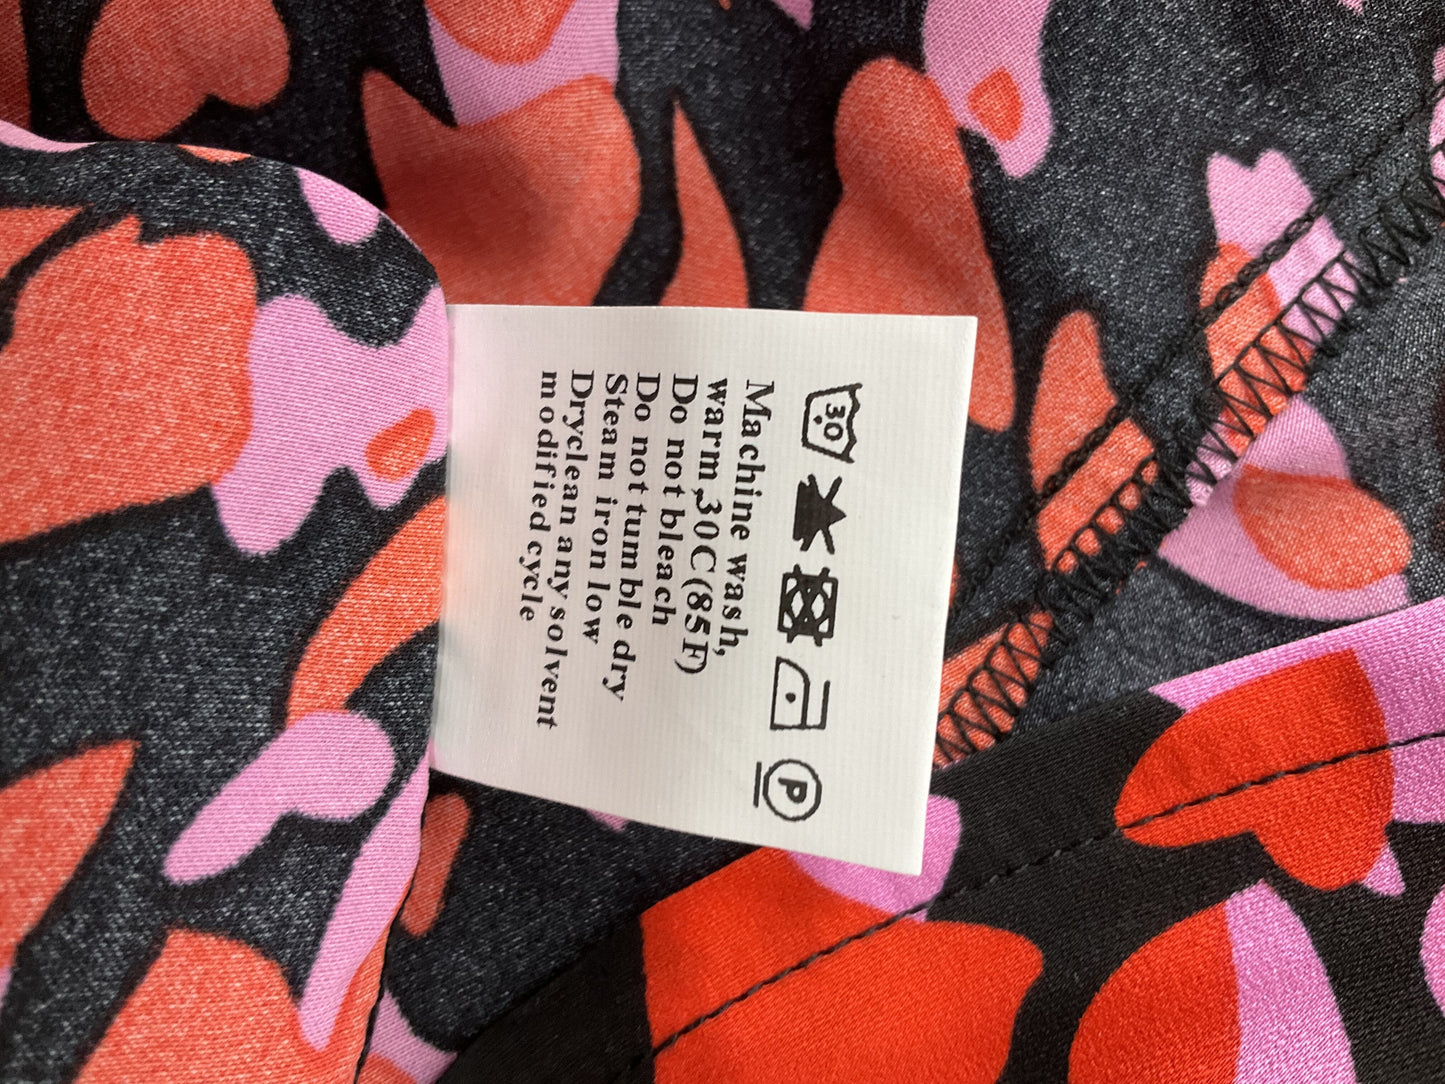 30
P
Machine wash,
warm,30C(85F)
Do not bleach
Do not tumble dry
Steam iron low
Dryclean any solvent
modified cycle